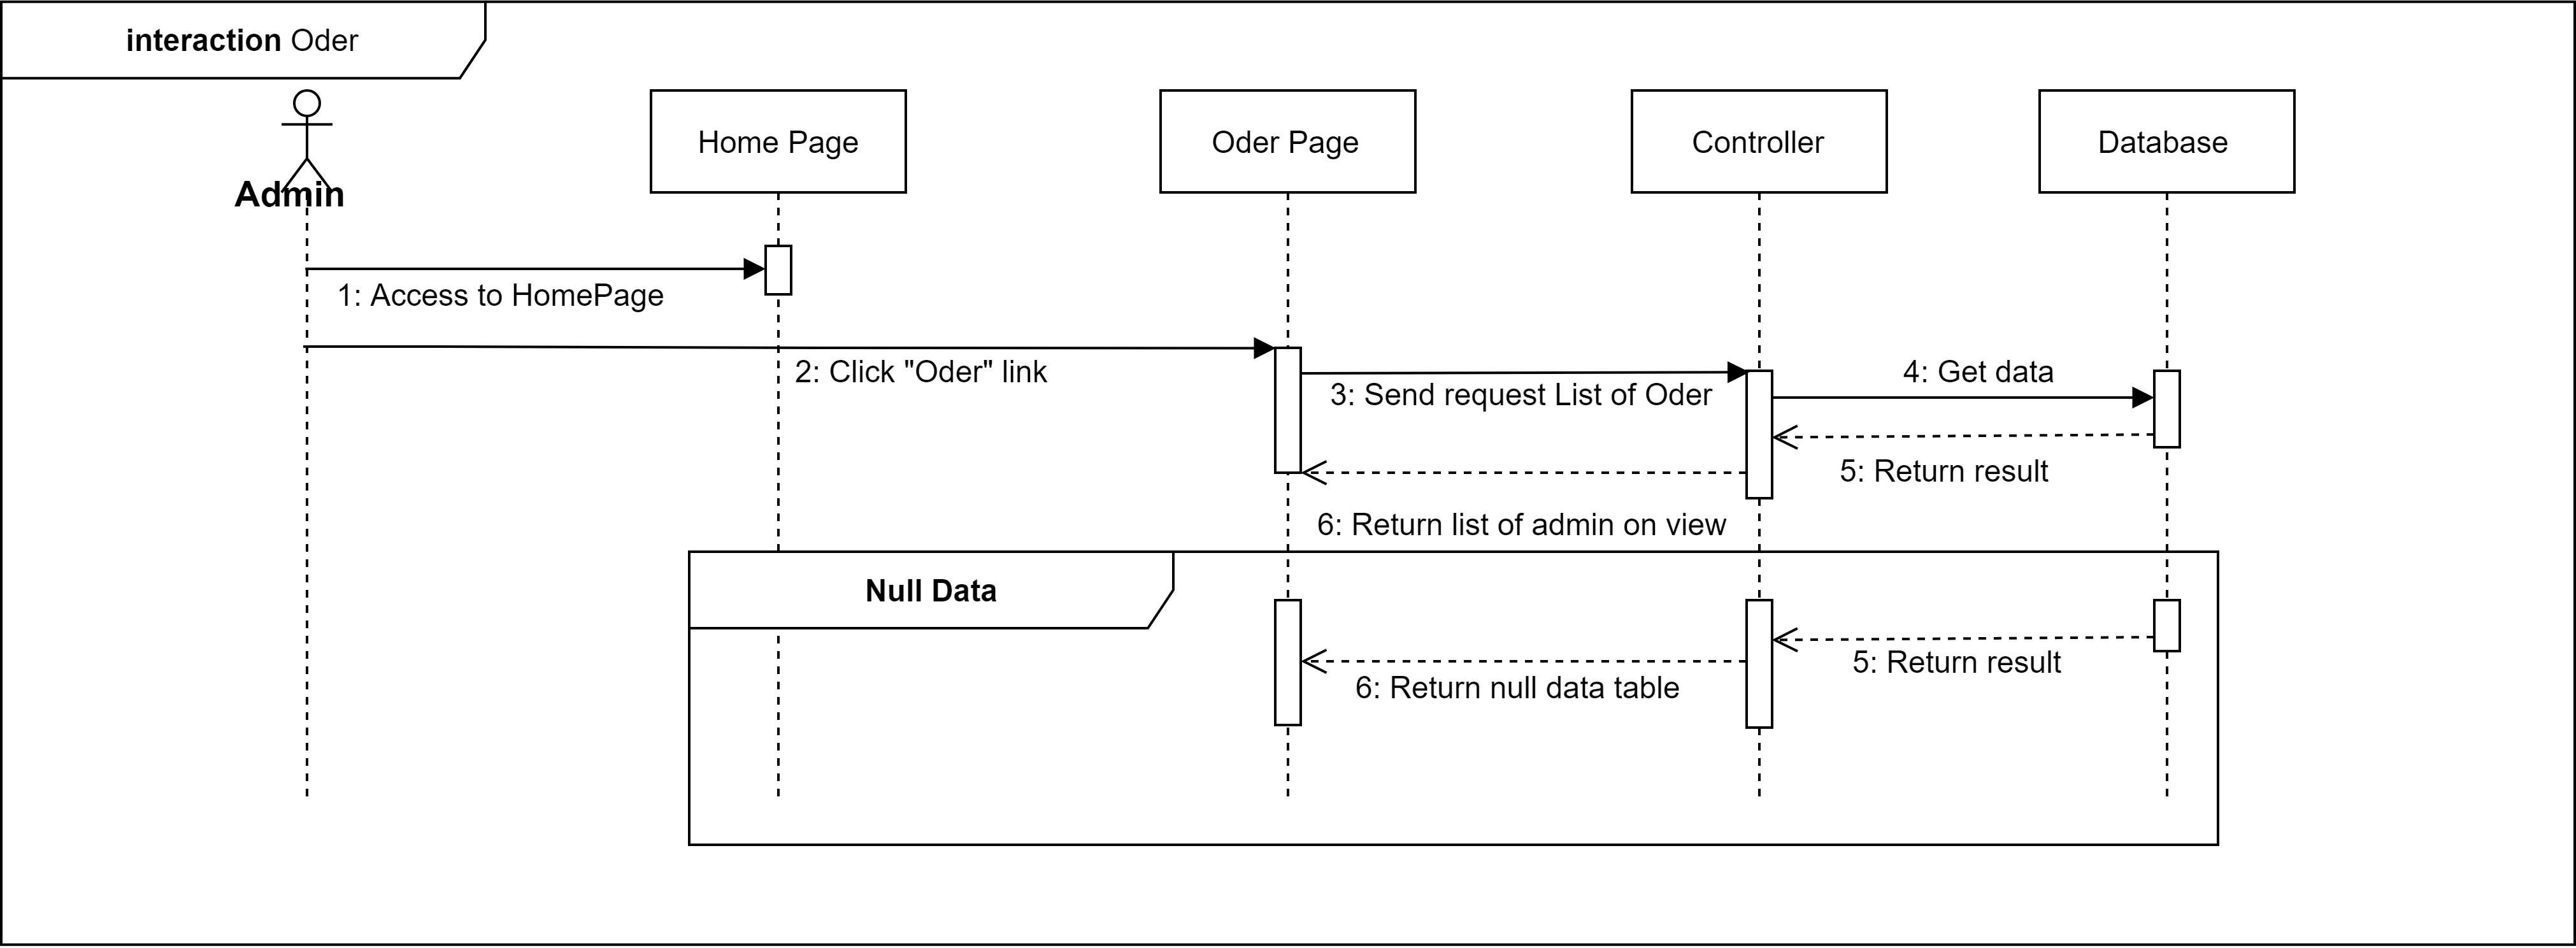 interaction Oder
Admin
Home Page
Oder Page
Controller
Database
1: Access to HomePage
2: Click "Oder" link
3: Send request List of Oder
4: Get data
5: Return result
6: Return list of admin on view
Null Data
5: Return result
6: Return null data table